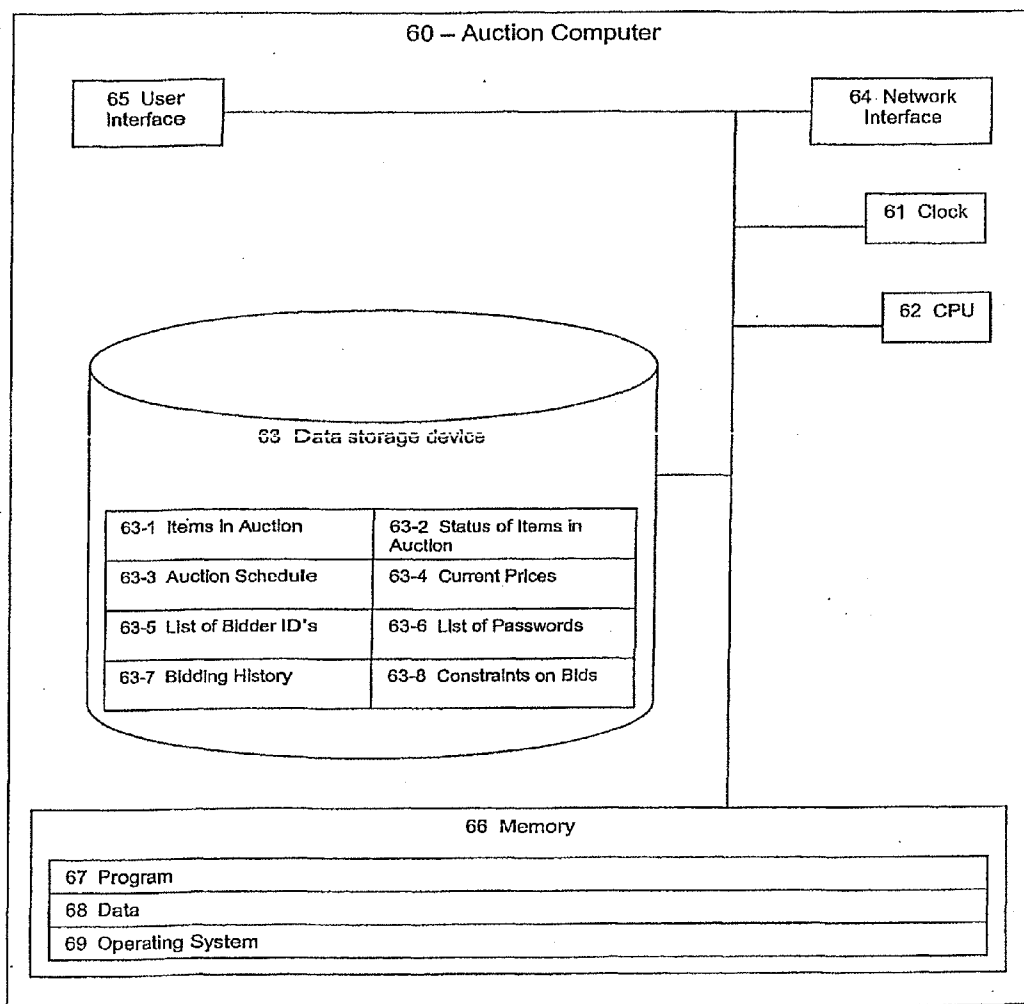 60 – Auction Computer
65 User
Interface
64 Network
Interface
61 Clock
62 CPU
63 Data storage device
63-1 Items in Auction
63-2 Status of Items in
Auction
63-3 Auction Schedule
63-4 Current Prices
63-5 List of Bidder ID's
63-6 List of Passwords
63-7 Bidding History
63-8 Constraints on Bids
66 Memory
67 Program
68 Data
69 Operating System